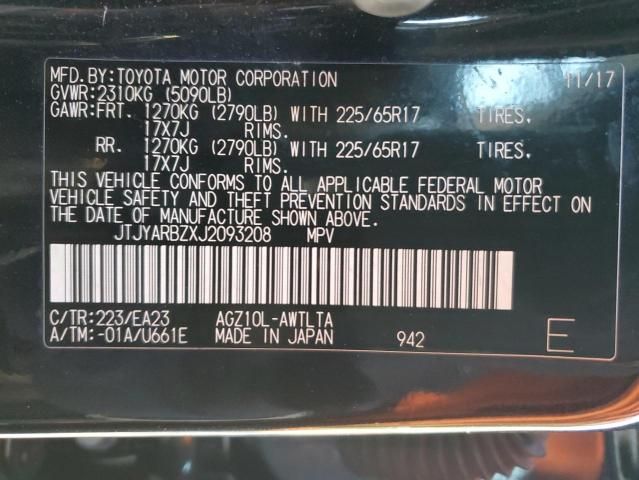 MFD. BY: TOYOTA MOTOR CORPORATION 11/17
GVWR: 2310KG (5090LB)
GAWR: FRT. 1270KG (2790LB) WITH 225/65R17 TIRES.
17X7J RIMS.
RR. 1270KG (2790LB) WITH 225/65R17 TIRES.
17X7J RIMS.
THIS VEHICLE CONFORMS TO ALL APPLICABLE FEDERAL MOTOR
VEHICLE SAFETY AND THEFT PREVENTION STANDARDS IN EFFECT ON
THE DATE OF MANUFACTURE SHOWN ABOVE.
JTJYARBZXJ2093208 MPV
C/TR: 223/EA23 AGZ10L-AWTLTA
A/TM: -01A/U661E MADE IN JAPAN 942 E